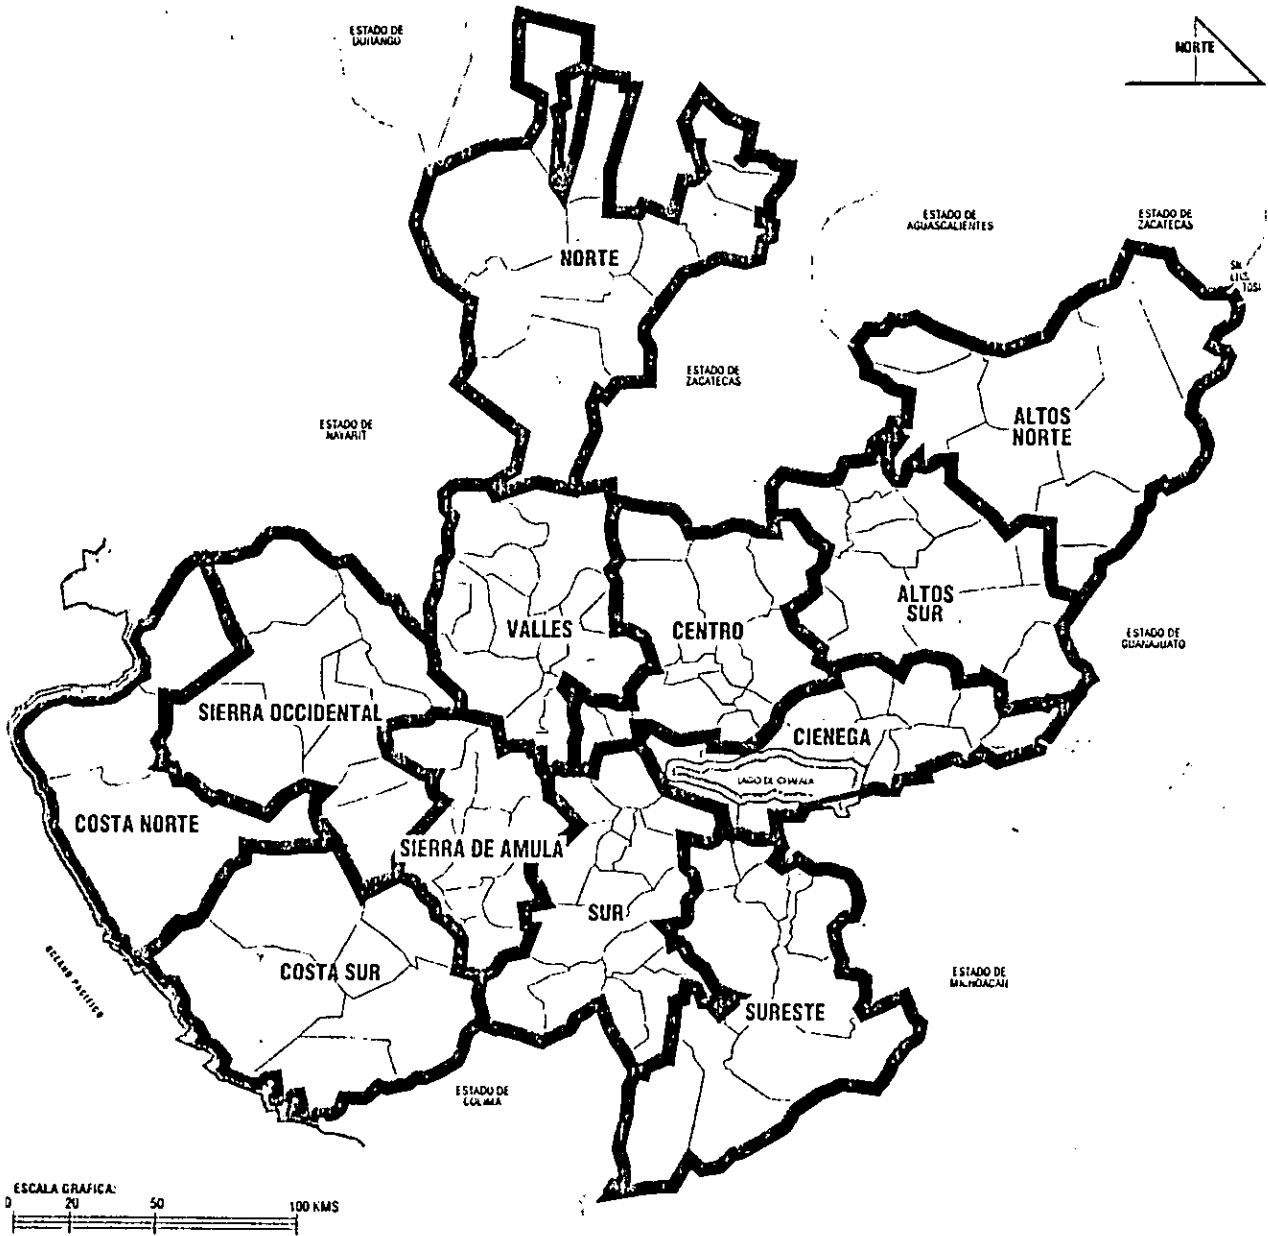 ESTADO DE
DURANGO
NORTE
ESTADO DE
AGUASCALIENTES
ESTADO DE
ZACATECAS
SN.
LUIS
NORTE
ESTADO DE
ZACATECAS
ESTADO DE
NAYARIT
ALTOS
NORTE
ALTOS
SUR
VALLES
CENTRO
ESTADO DE
GUANAJUATO
SIERRA OCCIDENTAL
CIENEGA
LAGO DE CHAPALA
COSTA NORTE
SIERRA DE AMULA
SUR
COSTA SUR
OCEANO PACIFICO
ESTADO DE
MICHOACAN
SURESTE
ESTADO DE
COLIMA
ESCALA GRAFICA:
0 20 50 100 KMS